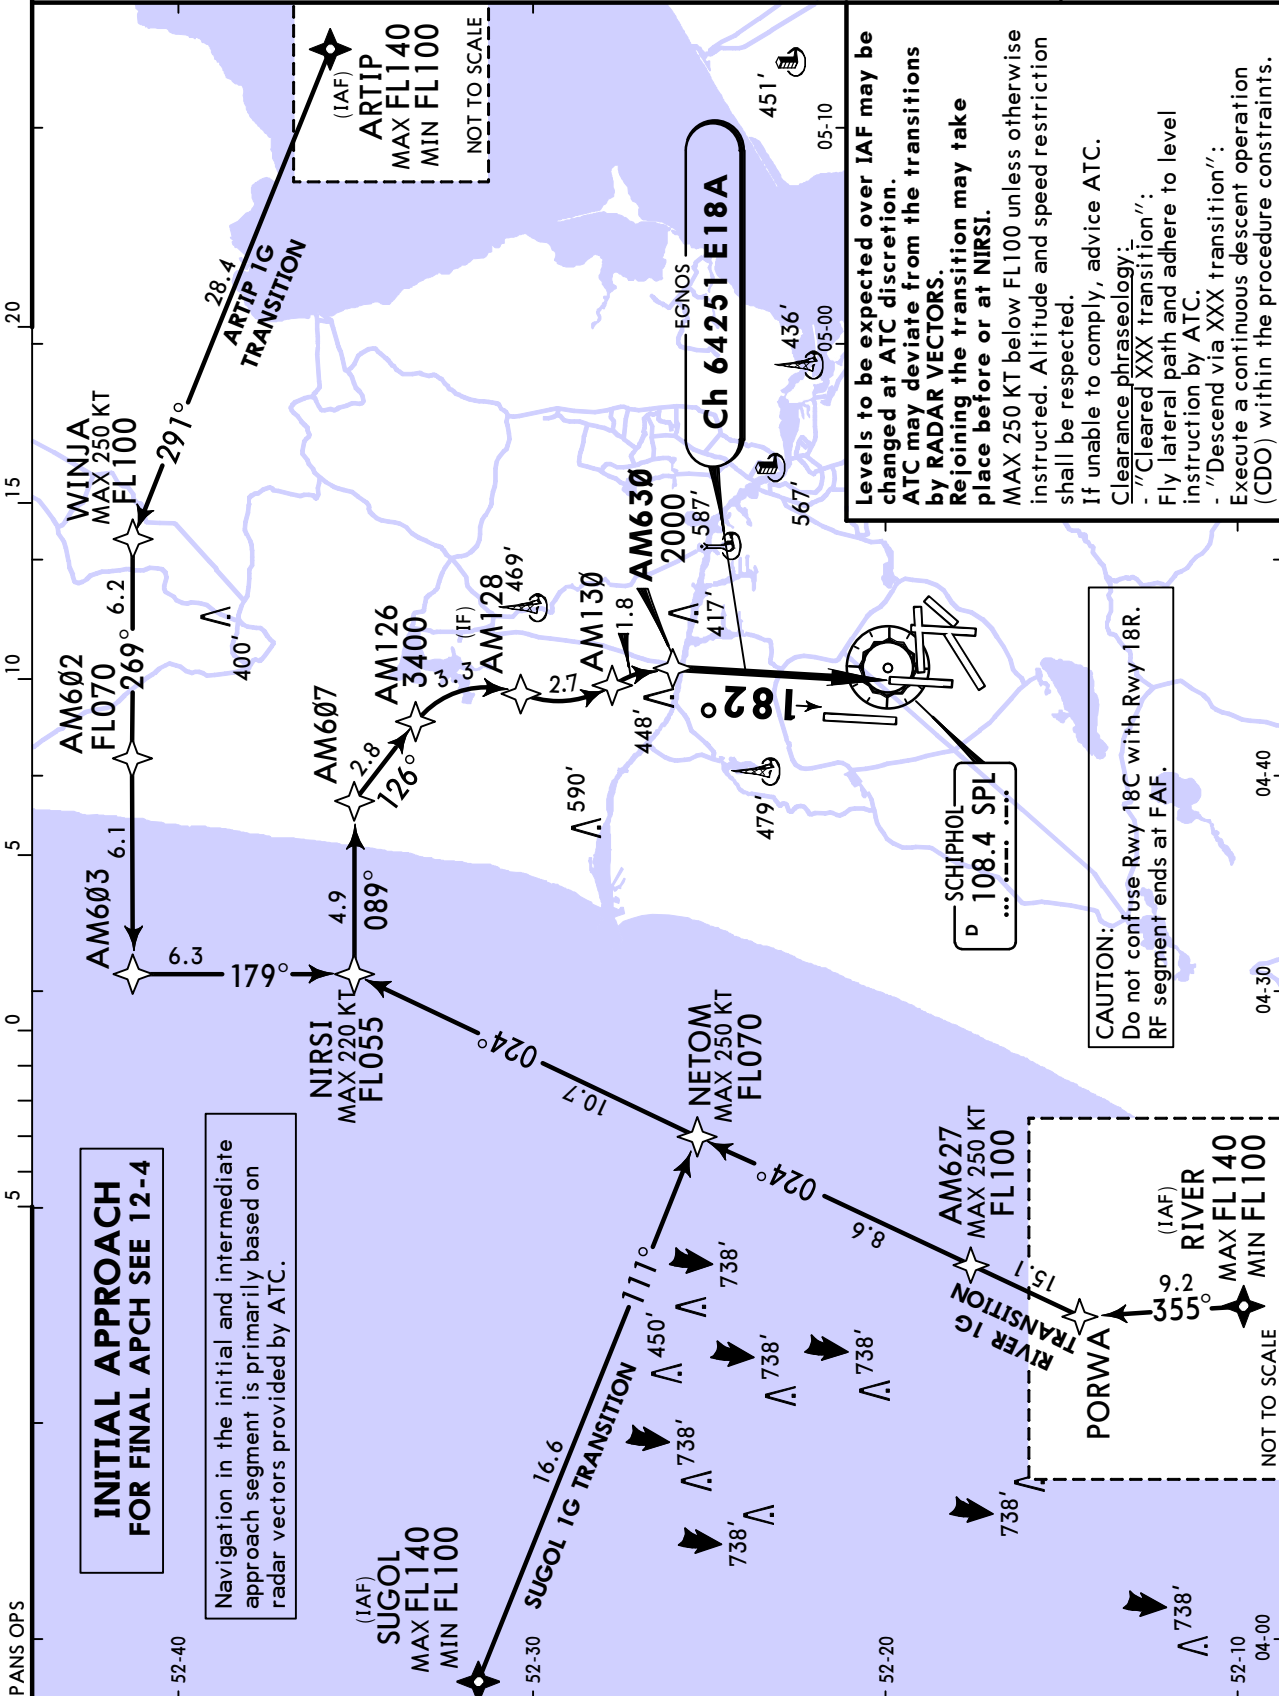 PANS OPS
INITIAL APPROACH
FOR FINAL APCH SEE 12-4
Navigation in the initial and intermediate
approach segment is primarily based on
radar vectors provided by ATC.
5
0
5
10
15
20
52-40
52-30
52-20
52-10
04-00
04-30
04-40
05-00
05-10
(IAF)
SUGOL
MAX FL140
MIN FL100
16.6
SUGOL 1G TRANSITION
111°
NIRSI
MAX 220 KT
FL055
AM603
6.3
179°
6.1
AM602
FL070
269°
6.2
WINJA
MAX 250 KT
FL100
291°
28.4
ARTIP 1G
TRANSITION
(IAF)
ARTIP
MAX FL140
MIN FL100
NOT TO SCALE
4.9
089°
AM607
2.8
126°
AM126
3400
3.3
(IF)
AM128
2.7
AM130
1.8
AM630
2000
182°
400'
469'
590'
448'
417'
587'
567'
436'
451'
479'
EGNOS
Ch 64251 E18A
D
SCHIPHOL
108.4 SPL
024°
10.7
NETOM
MAX 250 KT
FL070
024°
8.6
AM627
MAX 250 KT
FL100
15.1
RIVER 1G
TRANSITION
PORWA
9.2
355°
(IAF)
RIVER
MAX FL140
MIN FL100
NOT TO SCALE
450'
738'
738'
738'
738'
738'
738'
738'
CAUTION:
Do not confuse Rwy 18C with Rwy 18R.
RF segment ends at FAF.
Levels to be expected over IAF may be
changed at ATC discretion.
ATC may deviate from the transitions
by RADAR VECTORS.
Rejoining the transition may take
place before or at NIRSI.
MAX 250 KT below FL100 unless otherwise
instructed. Altitude and speed restriction
shall be respected.
If unable to comply, advice ATC.
Clearance phraseology:
- "Cleared XXX transition":
Fly lateral path and adhere to level
instruction by ATC.
- "Descend via XXX transition":
Execute a continuous descent operation
(CDO) within the procedure constraints.